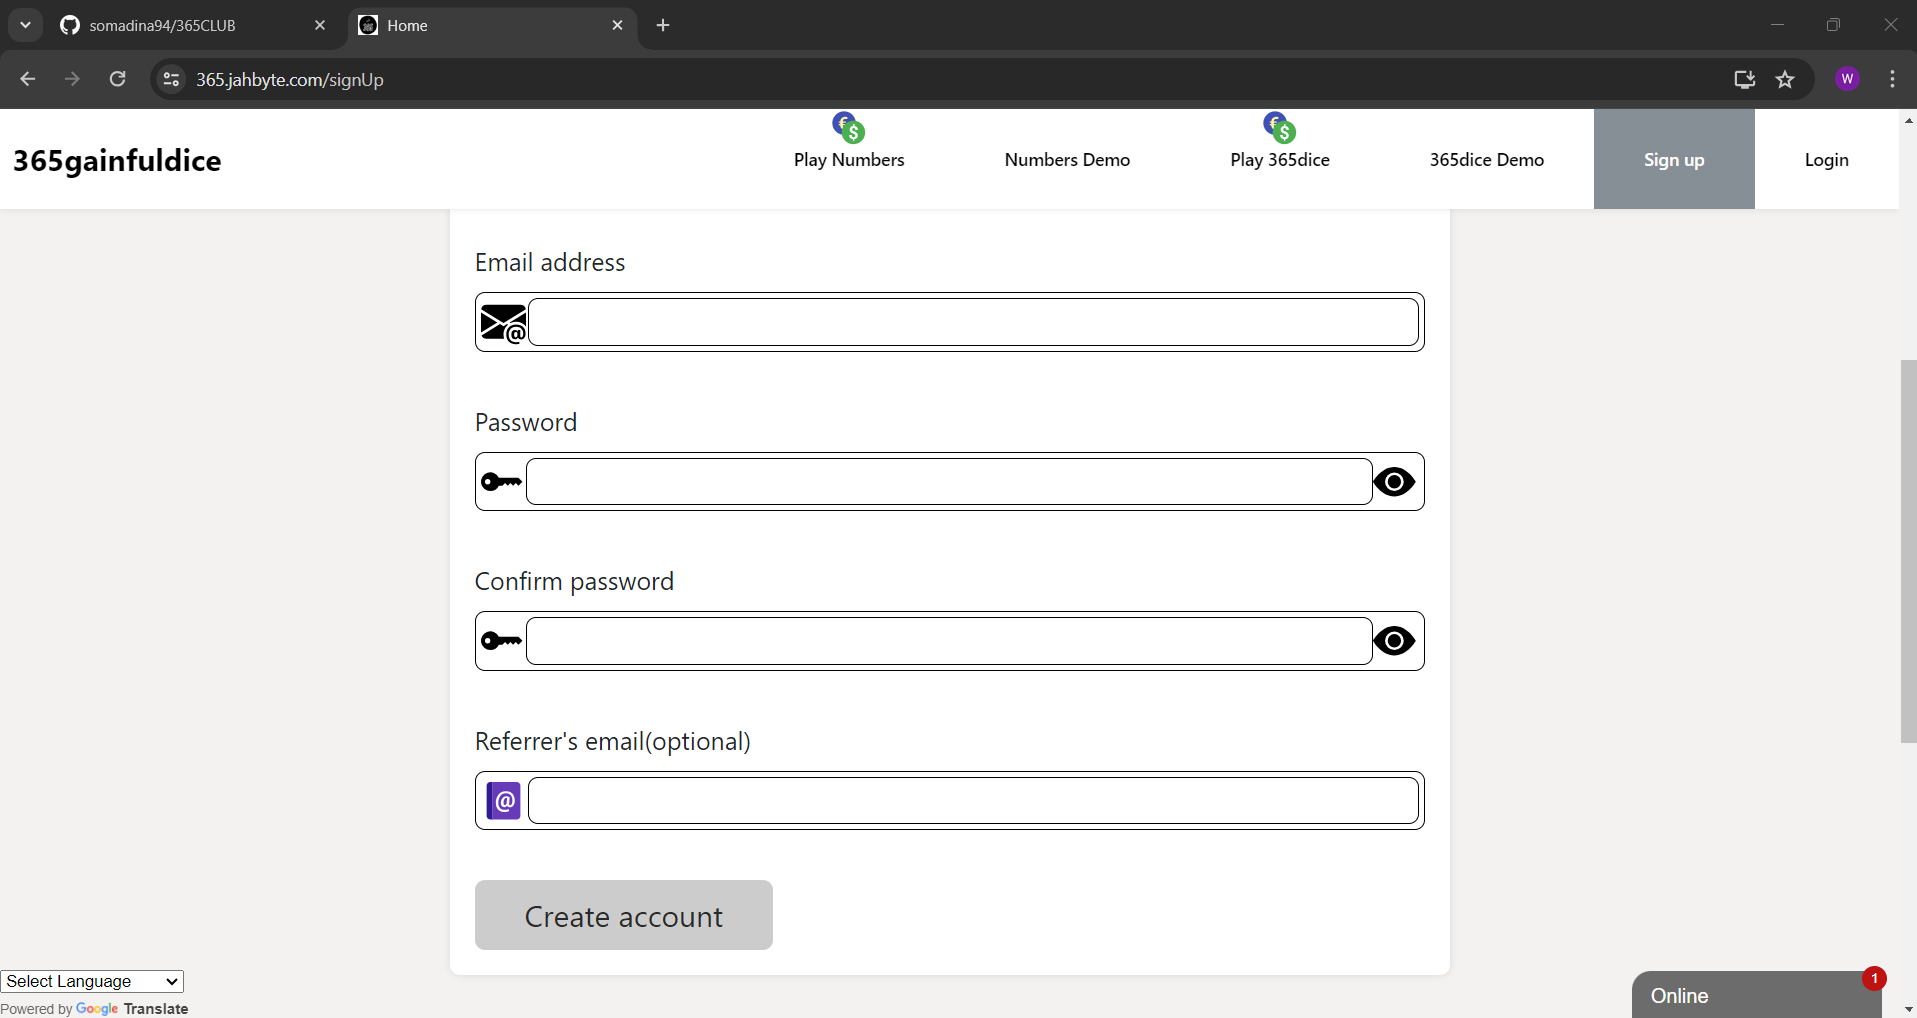 somadina94/365CLUB
Home
365.jahbyte.com/signUp
W
365gainfuldice
Play Numbers
Numbers Demo
Play 365dice
365dice Demo
Sign up
Login
Email address
Password
Confirm password
Referrer's email(optional)
Create account
Select Language
Powered by Google Translate
Online
1